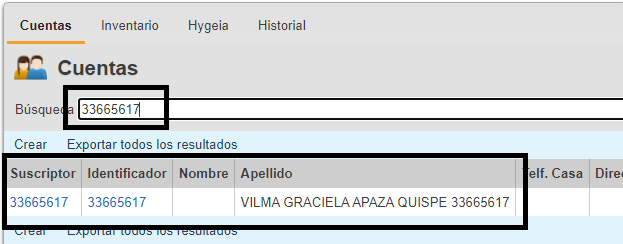 Cuentas Inventario Hygeia Historial
Cuentas
Búsqueda 33665617
Crear Exportar todos los resultados
Suscriptor Identificador Nombre Apellido Telf. Casa Direc
33665617 33665617 VILMA GRACIELA APAZA QUISPE 33665617
Crear Exportar todos los resultados